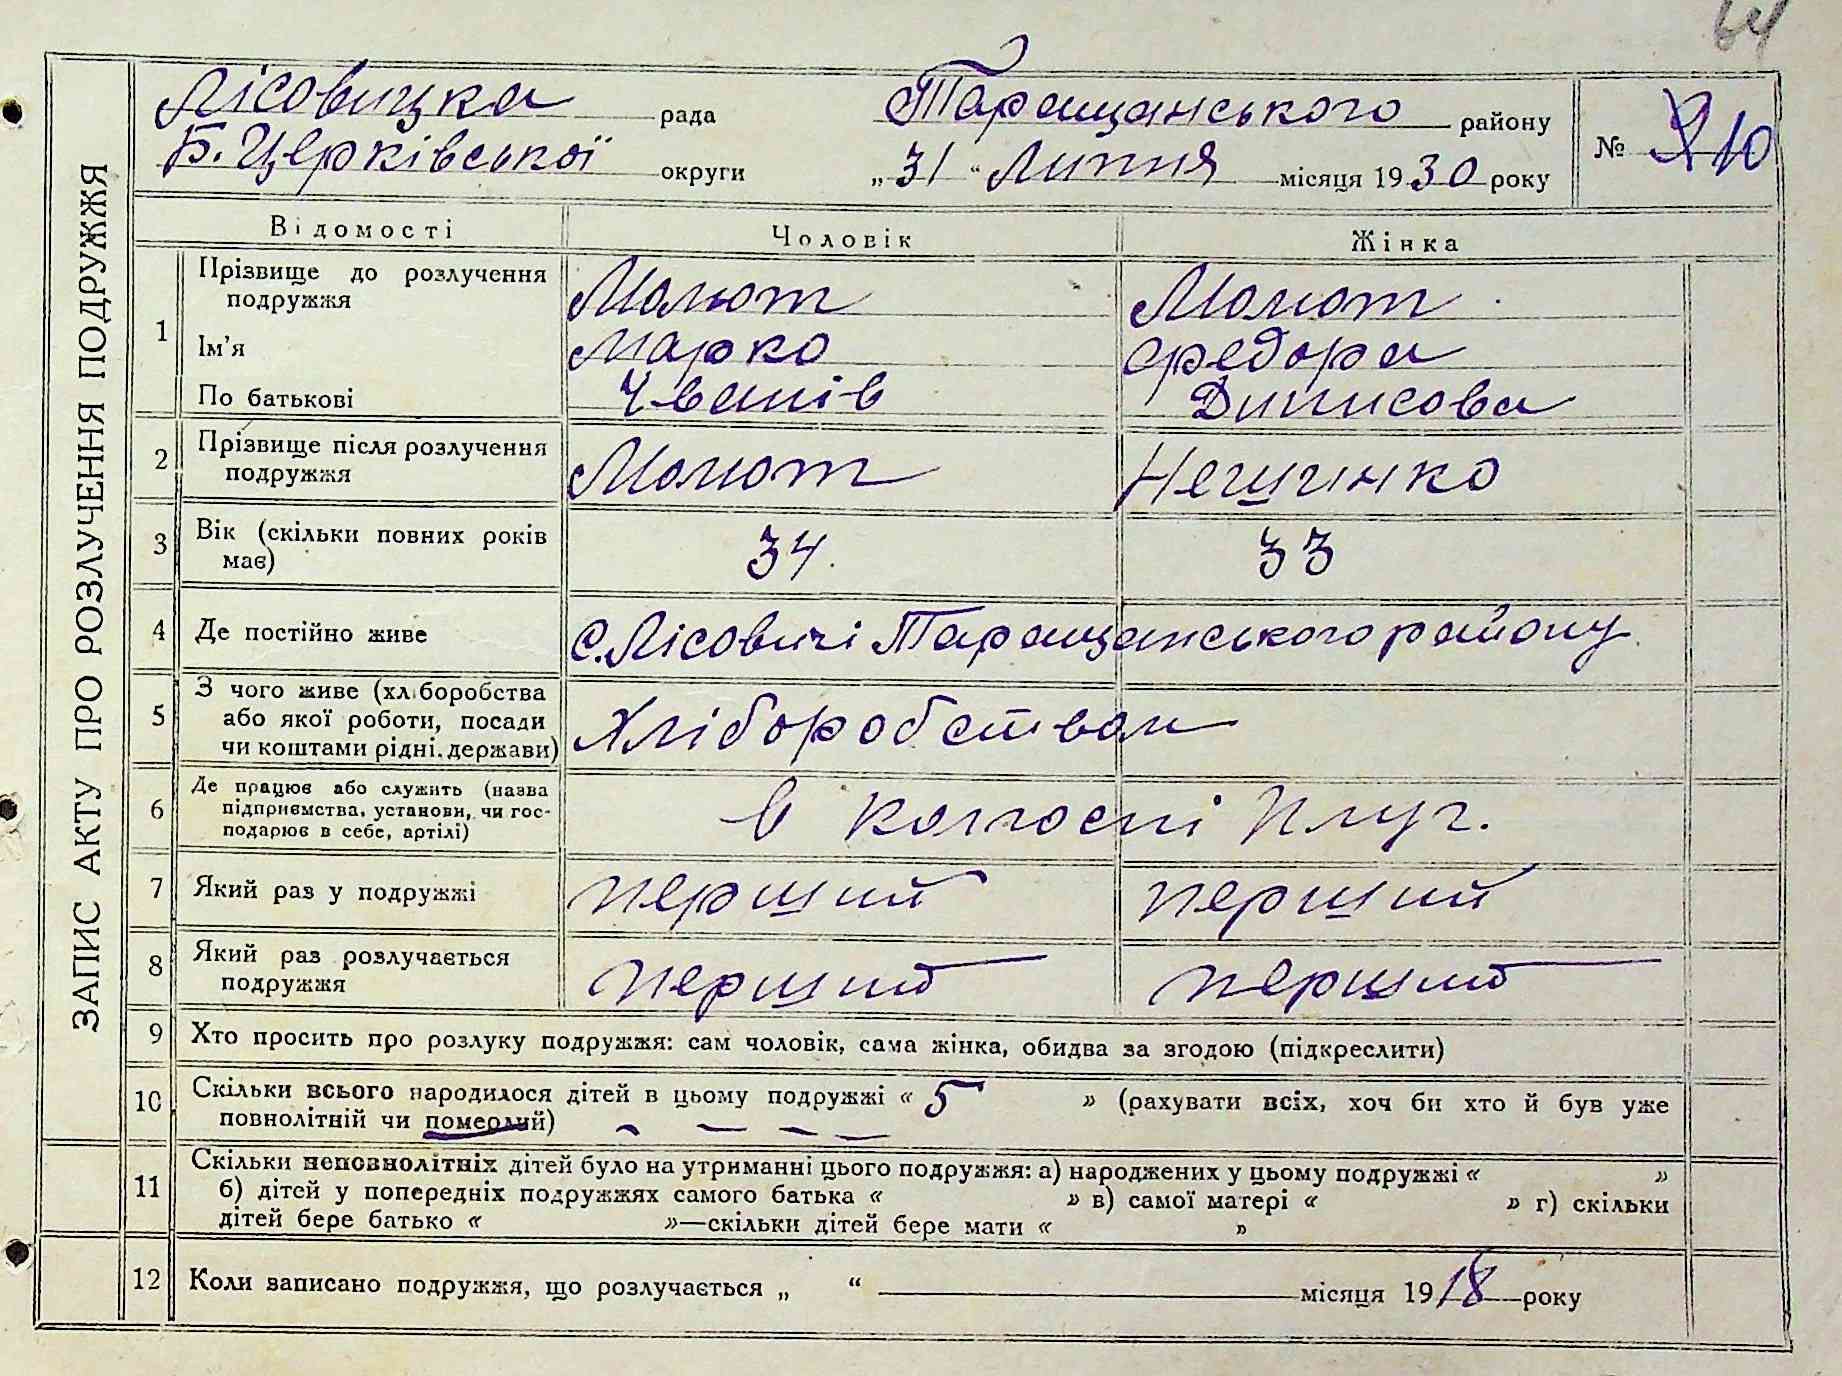 64
ЗАПИС АКТУ ПРО РОЗЛУЧЕННЯ ПОДРУЖЖЯ
Лісовицка рада Таращанського району
Б. Церківської округи „31“ Липня місяця 1930 року
№ 10
Відомості Чоловік Жінка
1 Прізвище до розлучення подружжя Малют Малют
Ім'я Марко Федора
По батькові Іванів Динисова
2 Прізвище після розлучення подружжя Малют
3 Вік (скільки повних років має) 34. 33
4 Де постійно живе с. Лісовичі Таращанського району.
5 З чого живе (хліборобства
або якої роботи, посади
чи коштами рідні. держави) Хліборобством
6 Де працює або служить (назва
підприємства, установи, чи гос-
подарює в себе, артілі) в колгоспі Плуг.
7 Який раз у подружжі перший перший
8 Який раз розлучається
подружжя перший перший
9 Хто просить про розлуку подружжя: сам чоловік, сама жінка, обидва за згодою (підкреслити)
10 Скільки всього народилося дітей в цьому подружжі « 5 » (рахувати всіх, хоч би хто й був уже
повнолітній чи померлий)
11 Скільки неповнолітніх дітей було на утриманні цього подружжя: а) народжених у цьому подружжі « »
б) дітей у попередніх подружжях самого батька « » в) самої матері « » г) скільки
дітей бере батько « »—скільки дітей бере мати « »
12 Коли записано подружжя, що розлучається „ “ місяця 1918 року